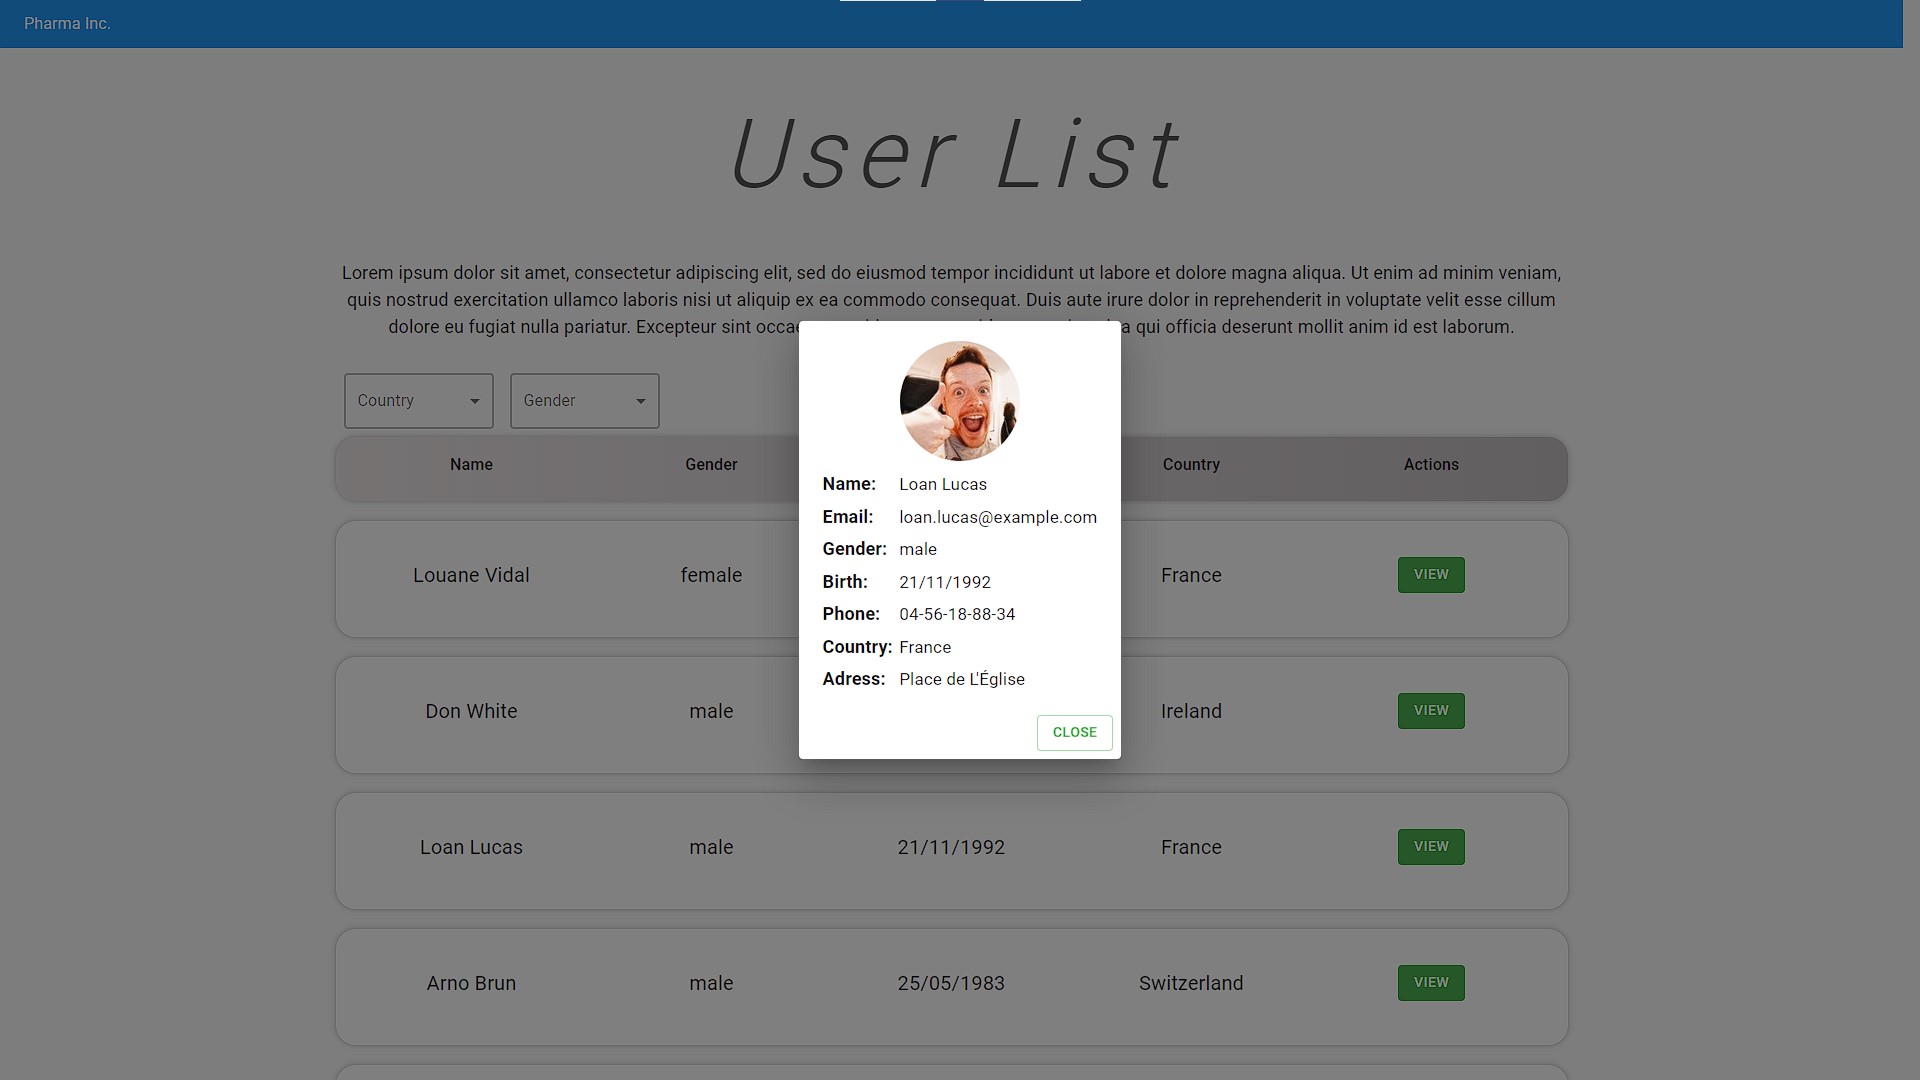 Pharma Inc.
User List
Lorem ipsum dolor sit amet, consectetur adipiscing elit, sed do eiusmod tempor incididunt ut labore et dolore magna aliqua. Ut enim ad minim veniam,
quis nostrud exercitation ullamco laboris nisi ut aliquip ex ea commodo consequat. Duis aute irure dolor in reprehenderit in voluptate velit esse cillum
dolore eu fugiat nulla pariatur. Excepteur sint qui officia deserunt mollit anim id est laborum.
Country Gender
Name Gender Country Actions
Louane Vidal female France VIEW
Don White male Ireland VIEW
Loan Lucas male 21/11/1992 France VIEW
Arno Brun male 25/05/1983 Switzerland VIEW
Name: Loan Lucas
Email: loan.lucas@example.com
Gender: male
Birth: 21/11/1992
Phone: 04-56-18-88-34
Country: France
Adress: Place de L'Église
CLOSE